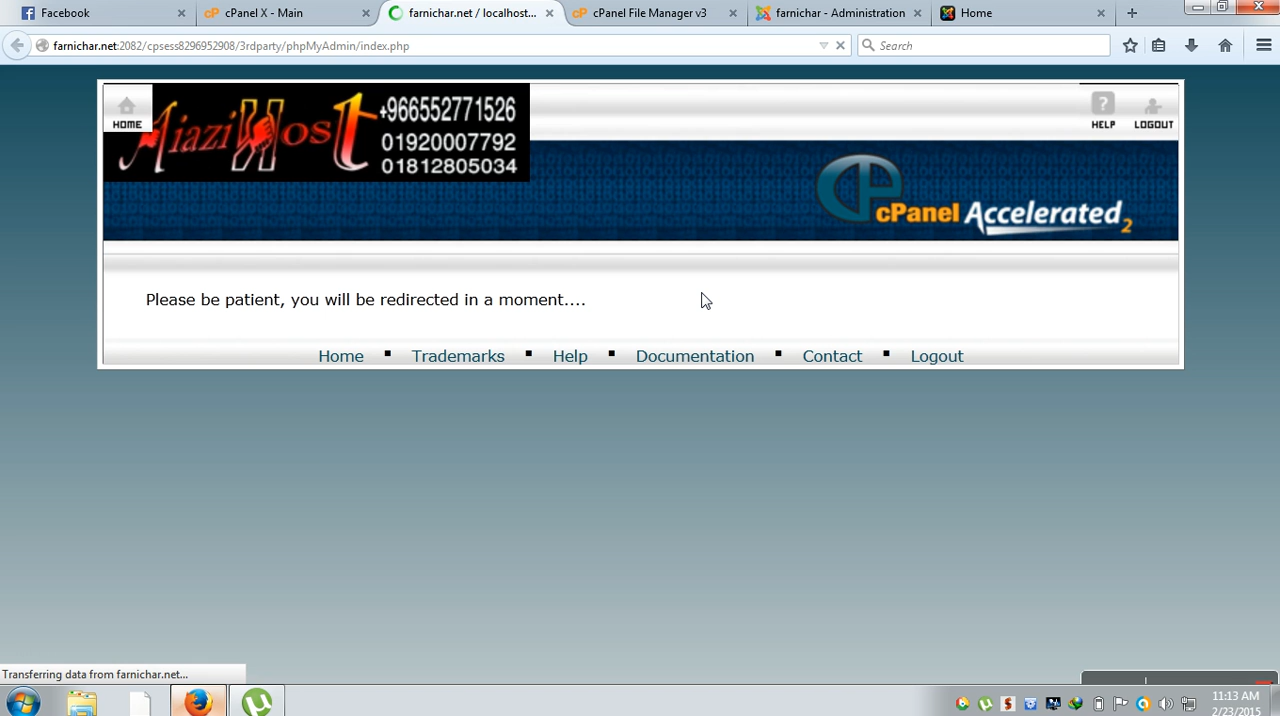 Facebook
cPanel X - Main
farnichar.net / localhost...
cPanel File Manager v3
farnichar - Administration
Home
farnichar.net:2082/cpsess8296952908/3rdparty/phpMyAdmin/index.php
Search
HOME
NiaziHost
+966552771526
01920007792
01812805034
HELP
LOGOUT
cPanel Accelerated2
Please be patient, you will be redirected in a moment....
Home Trademarks Help Documentation Contact Logout
Transferring data from farnichar.net...
11:13 AM
2/23/2015